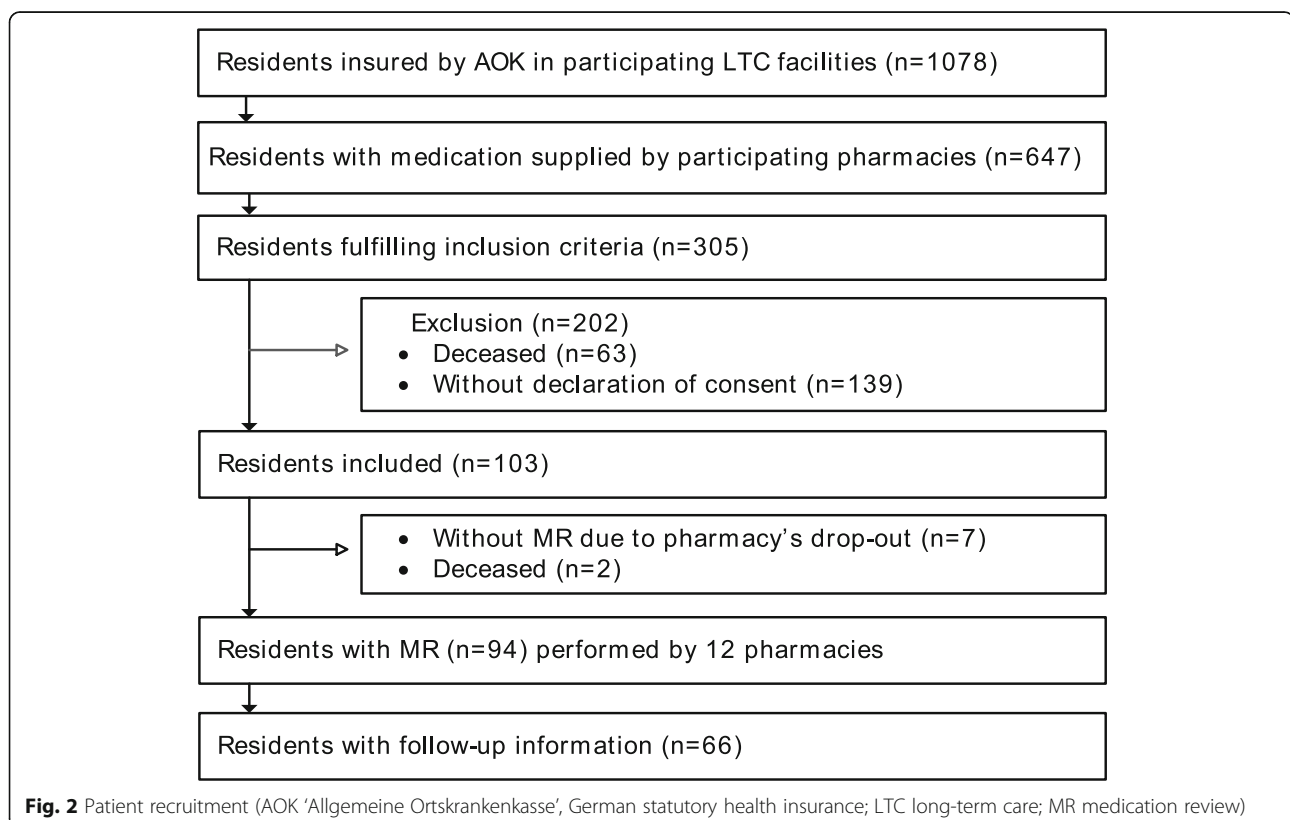 Residents insured by AOK in participating LTC facilities (n=1078)
Residents with medication supplied by participating pharmacies (n=647)
Residents fulfilling inclusion criteria (n=305)
Exclusion (n=202)
• Deceased (n=63)
• Without declaration of consent (n=139)
Residents included (n=103)
• Without MR due to pharmacy’s drop-out (n=7)
• Deceased (n=2)
Residents with MR (n=94) performed by 12 pharmacies
Residents with follow-up information (n=66)
Fig. 2 Patient recruitment (AOK ‘Allgemeine Ortskrankenkasse’, German statutory health insurance; LTC long-term care; MR medication review)